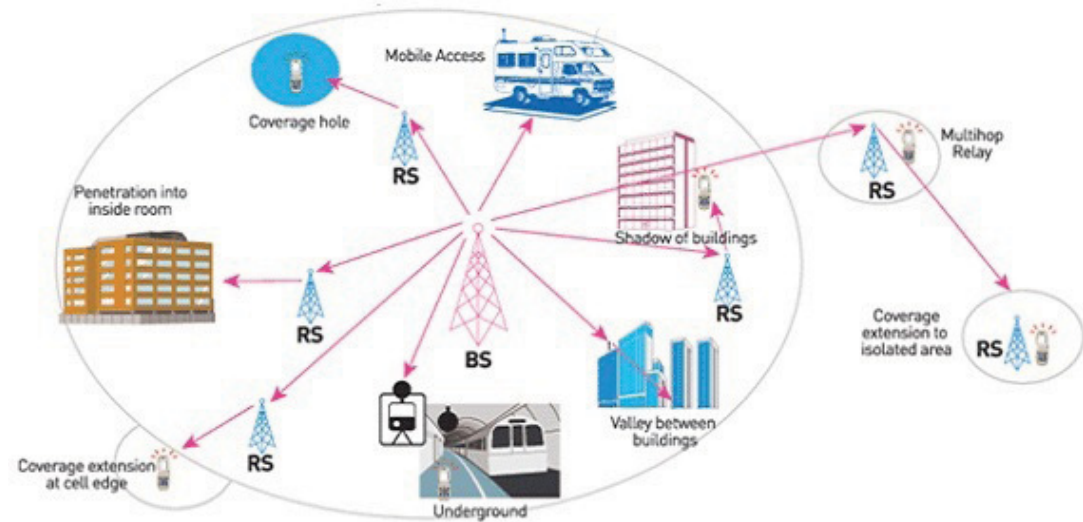 Mobile Access
Coverage hole
RS
Multihop
Relay
RS
Penetration into
inside room
Shadow of buildings
RS
RS
BS
Coverage
extension to
isolated area
RS
Valley between
buildings
RS
Coverage extension
at cell edge
Underground